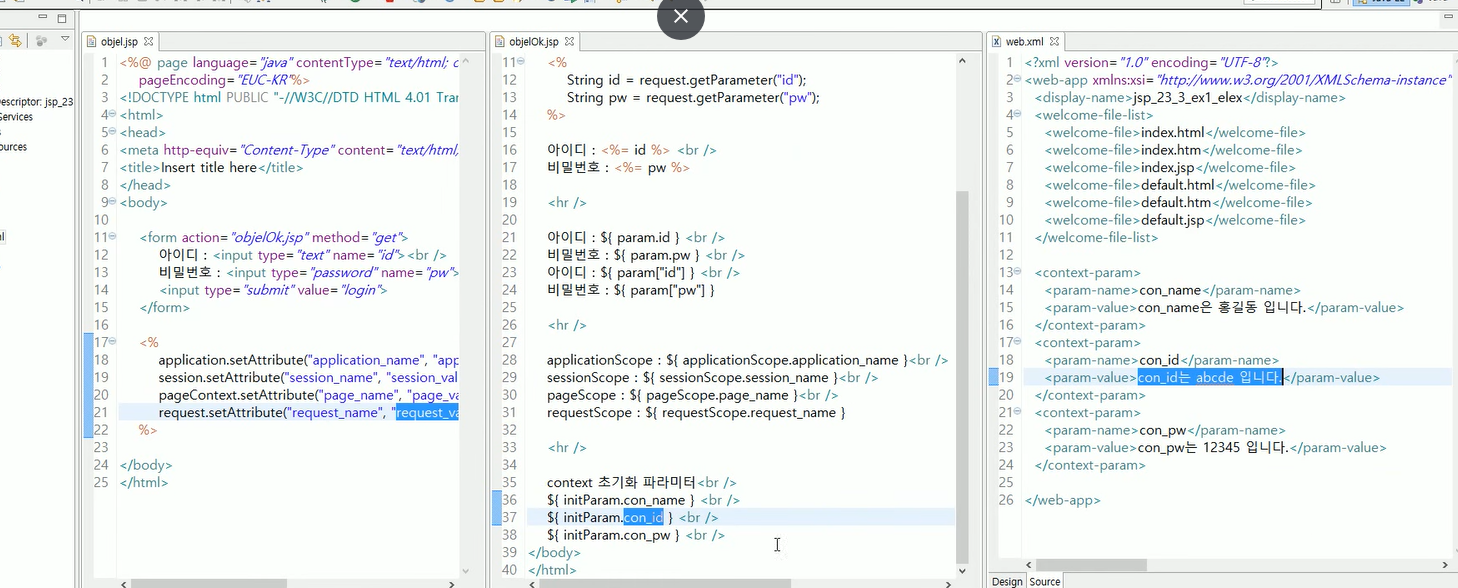 escriptor: jsp_23
Services
ources
objel.jsp
1 <%@ page language="java" contentType="text/html; c
2 pageEncoding="EUC-KR"%>
3 <!DOCTYPE html PUBLIC "-//W3C//DTD HTML 4.01 Tran
4 <html>
5 <head>
6 <meta http-equiv="Content-Type" content="text/html;
7 <title>Insert title here</title>
8 </head>
9 <body>
10
11 <form action="objelOk.jsp" method="get">
12 아이디 : <input type="text" name="id"><br />
13 비밀번호 : <input type="password" name="pw">
14 <input type="submit" value="login">
15 </form>
16
17 <%
18 application.setAttribute("application_name", "app
19 session.setAttribute("session_name", "session_val
20 pageContext.setAttribute("page_name", "page_va
21 request.setAttribute("request_name", "request_va
22 %>
23
24 </body>
25 </html>
objelOk.jsp
11 <%
12 String id = request.getParameter("id");
13 String pw = request.getParameter("pw");
14 %>
15
16 아이디 : <%= id %> <br />
17 비밀번호 : <%= pw %>
18
19 <hr />
20
21 아이디 : ${ param.id } <br />
22 비밀번호 : ${ param.pw } <br />
23 아이디 : ${ param["id"] } <br />
24 비밀번호 : ${ param["pw"] }
25
26 <hr />
27
28 applicationScope : ${ applicationScope.application_name }<br />
29 sessionScope : ${ sessionScope.session_name }<br />
30 pageScope : ${ pageScope.page_name }<br />
31 requestScope : ${ requestScope.request_name }
32
33 <hr />
34
35 context 초기화 파라미터<br />
36 ${ initParam.con_name } <br />
37 ${ initParam.con_id } <br />
38 ${ initParam.con_pw } <br />
39 </body>
40 </html>
web.xml
1 <?xml version="1.0" encoding="UTF-8"?>
2 <web-app xmlns:xsi="http://www.w3.org/2001/XMLSchema-instance"
3 <display-name>jsp_23_3_ex1_elex</display-name>
4 <welcome-file-list>
5 <welcome-file>index.html</welcome-file>
6 <welcome-file>index.htm</welcome-file>
7 <welcome-file>index.jsp</welcome-file>
8 <welcome-file>default.html</welcome-file>
9 <welcome-file>default.htm</welcome-file>
10 <welcome-file>default.jsp</welcome-file>
11 </welcome-file-list>
12
13 <context-param>
14 <param-name>con_name</param-name>
15 <param-value>con_name은 홍길동 입니다.</param-value>
16 </context-param>
17 <context-param>
18 <param-name>con_id</param-name>
19 <param-value>con_id는 abcde 입니다.</param-value>
20 </context-param>
21 <context-param>
22 <param-name>con_pw</param-name>
23 <param-value>con_pw는 12345 입니다.</param-value>
24 </context-param>
25
26 </web-app>
Design Source